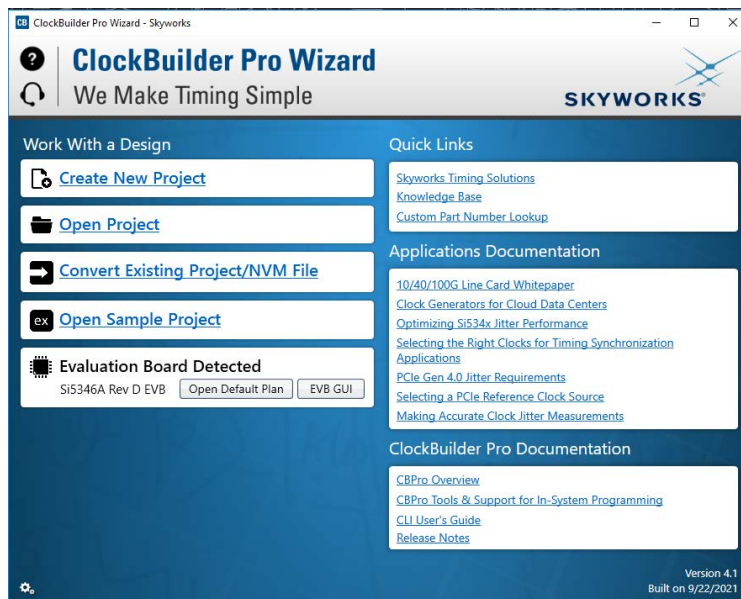 CB ClockBuilder Pro Wizard - Skyworks
ClockBuilder Pro Wizard
We Make Timing Simple
SKYWORKS®
Work With a Design
Create New Project
Open Project
Convert Existing Project/NVM File
ex Open Sample Project
Evaluation Board Detected
Si5346A Rev D EVB Open Default Plan EVB GUI
Quick Links
Skyworks Timing Solutions
Knowledge Base
Custom Part Number Lookup
Applications Documentation
10/40/100G Line Card Whitepaper
Clock Generators for Cloud Data Centers
Optimizing Si534x Jitter Performance
Selecting the Right Clocks for Timing Synchronization
Applications
PCIe Gen 4.0 Jitter Requirements
Selecting a PCIe Reference Clock Source
Making Accurate Clock Jitter Measurements
ClockBuilder Pro Documentation
CBPro Overview
CBPro Tools & Support for In-System Programming
CLI User's Guide
Release Notes
Version 4.1
Built on 9/22/2021